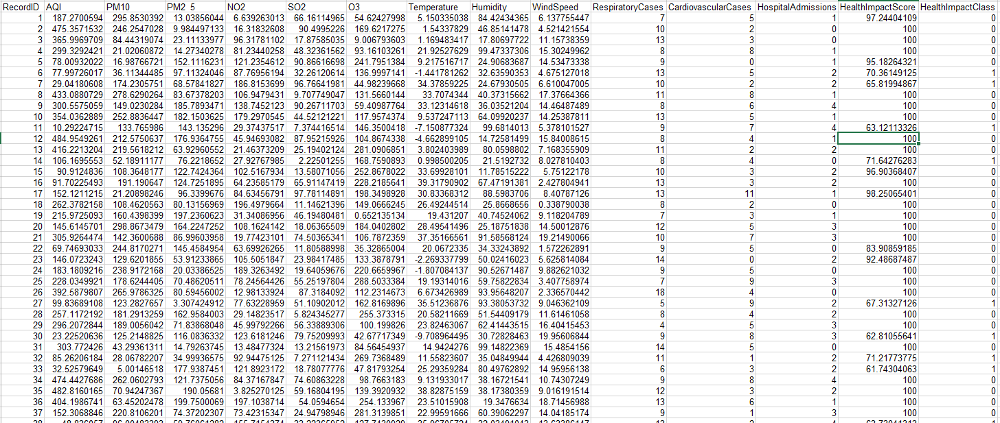 RecordID AQI PM10 PM2_5 NO2 SO2 O3 Temperature Humidity WindSpeed RespiratoryCases CardiovascularCases HospitalAdmissions HealthImpactScore HealthImpactClass
1 187.2700594 295.8530392 13.03856044 6.639263013 66.16114965 54.62427998 5.150335038 84.42434365 6.137755447 7 5 1 97.24404109 0
2 475.3571532 246.2547028 9.984497133 16.31832608 90.4995226 169.6217275 1.54337829 46.85141478 4.521421554 10 2 0 100 0
3 365.9969709 84.44319074 23.11133977 96.31781102 17.87585035 9.006793603 1.169483417 17.80697722 11.15738359 13 3 0 100 0
4 299.3292421 21.02060872 14.27340278 81.23440258 48.32361562 93.16103261 21.92527629 99.47337306 15.30249962 8 8 1 100 0
5 78.00932022 16.98766721 152.1116231 121.2354612 90.86616698 241.7951384 9.217516717 24.90683687 14.53473338 9 0 1 95.18264321 0
6 77.99726017 36.11344485 97.11324046 87.76956194 32.26120614 136.9997141 -1.441781262 32.63590353 4.675127018 13 5 2 70.36149125 1
7 29.04180608 174.2305751 68.57841827 186.8153699 96.76641981 44.98239668 34.37859225 24.67930505 6.610047005 10 2 2 65.81994867 1
8 433.0880729 278.6290264 83.67378203 106.9479431 9.707749047 131.5660144 33.7074344 40.37315662 17.37664366 11 8 1 100 0
9 300.5575059 149.0230284 185.7893471 138.7452123 90.26711703 59.40987764 33.12314618 36.03521204 14.46487489 8 6 4 100 0
10 354.0362889 252.8836447 182.1503625 179.2970545 44.52121221 117.9574374 9.537247113 64.09920237 14.25387811 13 5 1 100 0
11 10.29224715 133.765986 143.135296 29.37437517 7.374416514 146.3500418 -7.150877324 99.6814013 5.378101527 9 7 4 63.12113326 1
12 484.9549261 212.5750637 176.9364755 45.94693082 87.95215926 104.8674338 -4.662899105 14.72581499 15.84008615 8 4 1 100 0
13 416.2213204 219.5618212 63.92960552 21.46373209 25.19402124 281.0906851 3.802403989 80.0598802 7.168355909 11 2 2 100 0
14 106.1695553 52.18911177 76.2218652 27.92767985 2.22501255 168.7590893 0.998500205 21.5192732 8.027810403 8 4 0 71.64276283 1
15 90.9124836 108.3648177 122.7424364 102.5167934 13.58071056 252.8678022 33.69928101 11.78515222 5.75122178 10 3 2 96.90368407 0
16 91.70225493 191.190647 124.7251895 64.23585179 65.91147419 228.2185641 39.31790902 67.47191381 2.427804941 13 3 2 100 0
17 152.1211215 21.20898246 96.3399676 84.63456791 97.78114891 198.3498928 30.83368312 88.5983706 8.40787126 13 11 1 98.25065401 0
18 262.3782158 108.4620563 80.13156969 196.4979664 11.14621396 149.0666245 26.49244514 25.8668656 0.338790038 8 2 0 100 0
19 215.9725093 160.4398399 197.2360623 31.34086956 46.19480481 0.652135134 19.431207 40.74524062 9.118204789 7 3 1 100 0
20 145.6145701 298.8673479 164.2247252 108.1624142 18.06365509 184.0402802 28.49541496 25.18751838 14.50012876 12 5 3 100 0
21 305.9264474 142.3600688 86.99603958 19.77423101 74.50365341 106.7872359 37.35166561 91.58568124 19.21490066 10 7 3 100 0
22 69.74693033 244.8170271 145.4584954 63.69926265 11.80588998 35.32865004 20.0672335 34.33243892 1.572262891 9 5 0 83.90859185 0
23 146.0723243 129.6201855 53.91233865 105.5051847 23.98417485 133.3878791 -2.269337799 50.02416023 5.625814084 14 0 2 92.48687487 0
24 183.1809216 238.9172168 20.03386525 189.3263492 19.64059676 220.6659967 -1.807084137 90.52671487 9.882621032 9 5 0 100 0
25 228.0349921 178.6244405 70.48620511 78.24564426 55.25197804 288.5033384 19.19314016 59.75822834 3.407758974 7 9 3 100 0
26 392.5879807 265.9786325 80.59456002 12.98133924 87.3184092 112.2314673 6.673426989 93.95648207 2.336570442 18 4 0 100 0
27 99.83689108 123.2827657 3.307424912 77.63228959 51.10902012 162.8169896 35.51236876 93.38053732 9.046362109 5 9 2 67.31327126 1
28 257.1172192 181.2913259 162.9584003 29.14823517 5.824345277 255.373315 20.58211669 51.54409179 11.61461058 8 4 2 100 0
29 296.2072844 189.0056042 71.83868048 45.99792266 56.33889306 100.199826 23.82463067 62.41443515 16.40415453 4 5 3 100 0
30 23.22520636 125.2148825 116.0836332 123.6181246 79.75209993 42.67717349 -9.708964495 30.72828463 19.95606844 9 8 3 62.81055641 1
31 303.772426 43.29361311 14.79263745 13.48477324 13.21561973 84.56454937 14.9424276 99.14822369 15.4854156 14 5 0 100 0
32 85.26206184 28.06782207 34.99936575 92.94475125 7.271121434 269.7368489 11.55823607 35.04849944 4.426809039 11 1 2 71.21773775 1
33 32.52579649 5.00146518 177.9387451 121.8923172 18.78077776 47.81793254 25.29359284 80.49762892 14.95956138 6 3 2 61.74304063 1
34 474.4427686 262.0602793 121.7375056 84.37167847 74.60863228 98.7663183 9.131933017 38.16721541 10.74307249 9 8 4 100 0
35 482.8160165 70.94247367 190.05681 3.825270125 59.16804195 139.3920932 38.82875159 38.17380359 9.016191514 12 3 2 100 0
36 404.1986741 63.45202478 199.7500069 197.1038714 54.0594654 254.133967 23.51015908 19.3476634 18.71456988 13 6 1 100 0
37 152.3068846 220.8106201 74.37202307 73.42315347 24.94798946 281.3139851 22.99591666 60.39062297 14.04185174 9 1 3 100 0